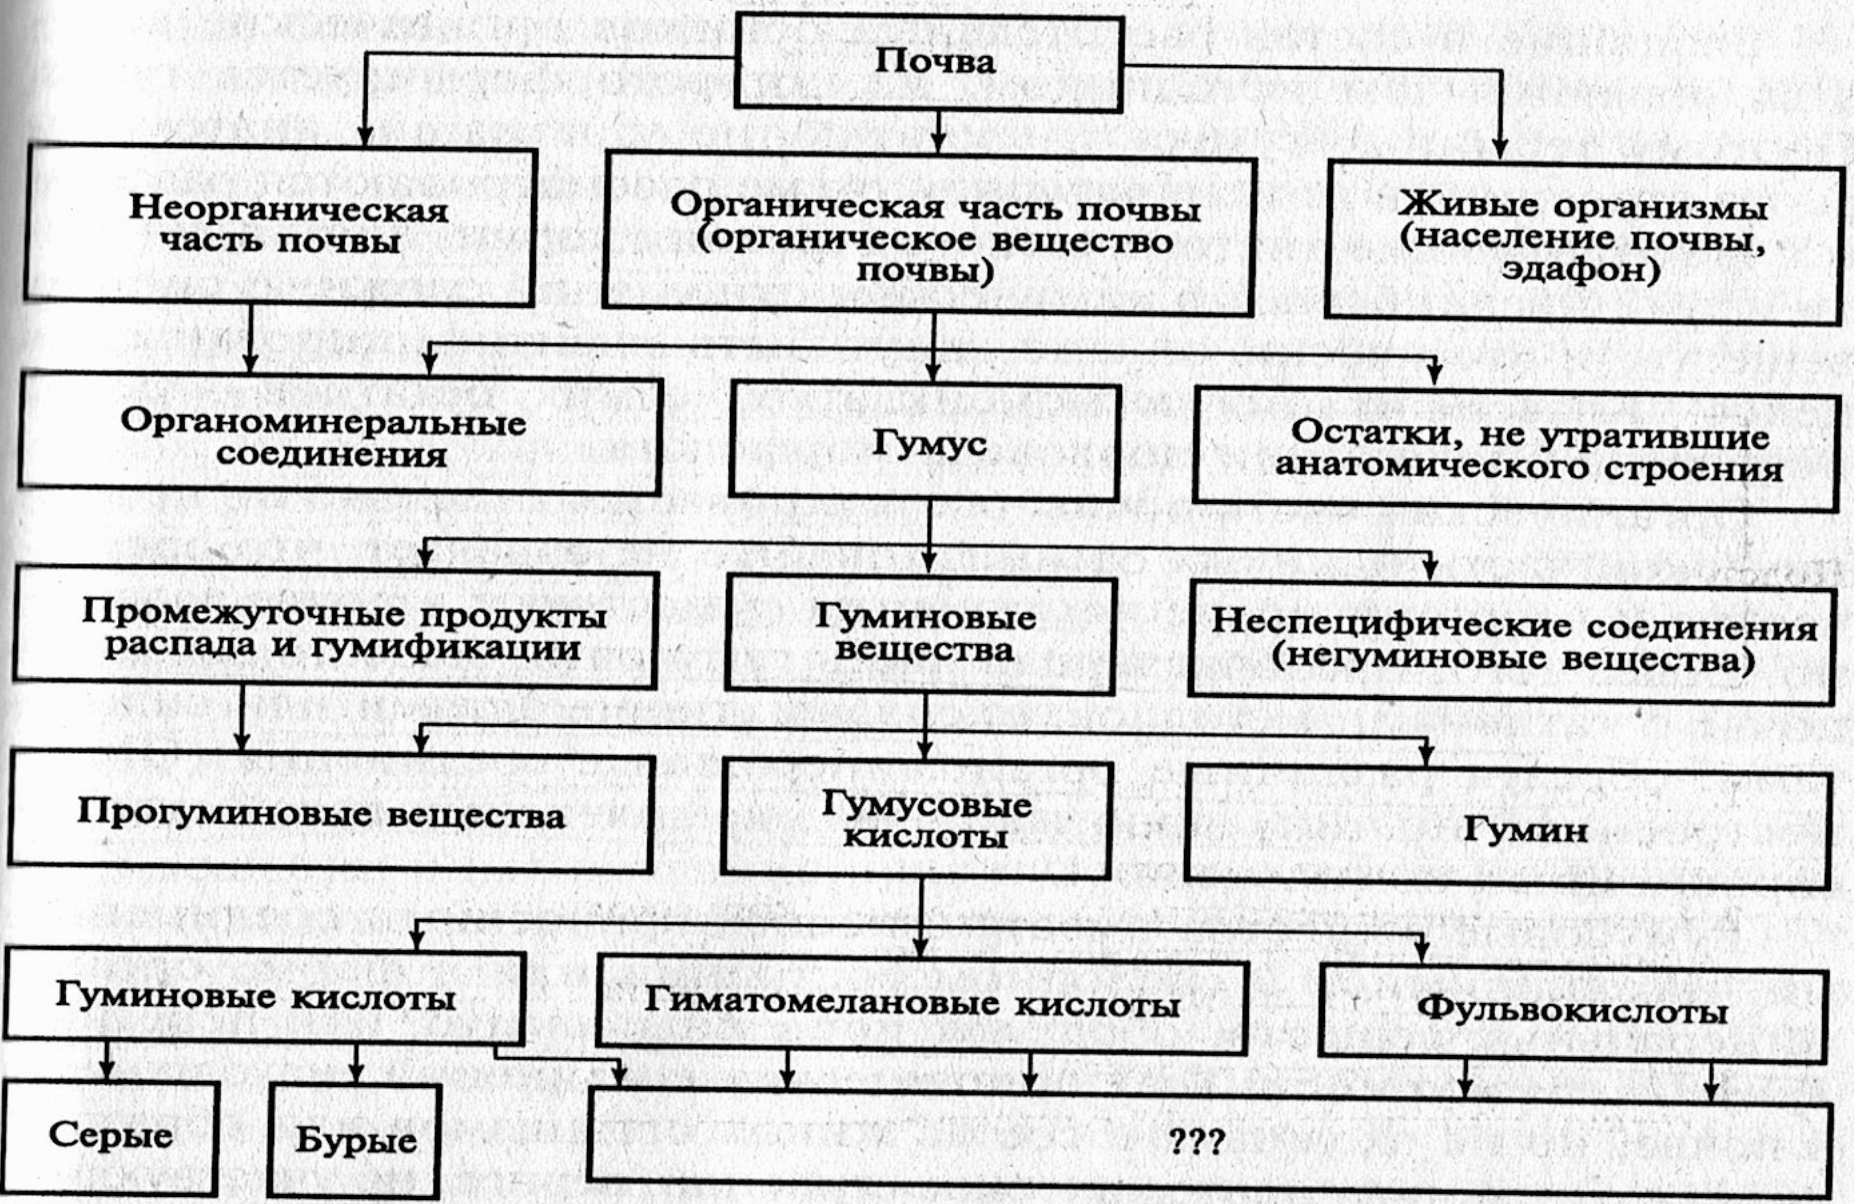 Почва
Неорганическая
часть почвы
Органическая часть почвы
(органическое вещество
почвы)
Живые организмы
(население почвы,
эдафон)
Органоминеральные
соединения
Гумус
Остатки, не утратившие
анатомического строения
Промежуточные продукты
распада и гумификации
Гуминовые
вещества
Неспецифические соединения
(негуминовые вещества)
Прогуминовые вещества
Гумусовые
кислоты
Гумин
Гуминовые кислоты
Гиматомелановые кислоты
Фульвокислоты
Серые
Бурые
???